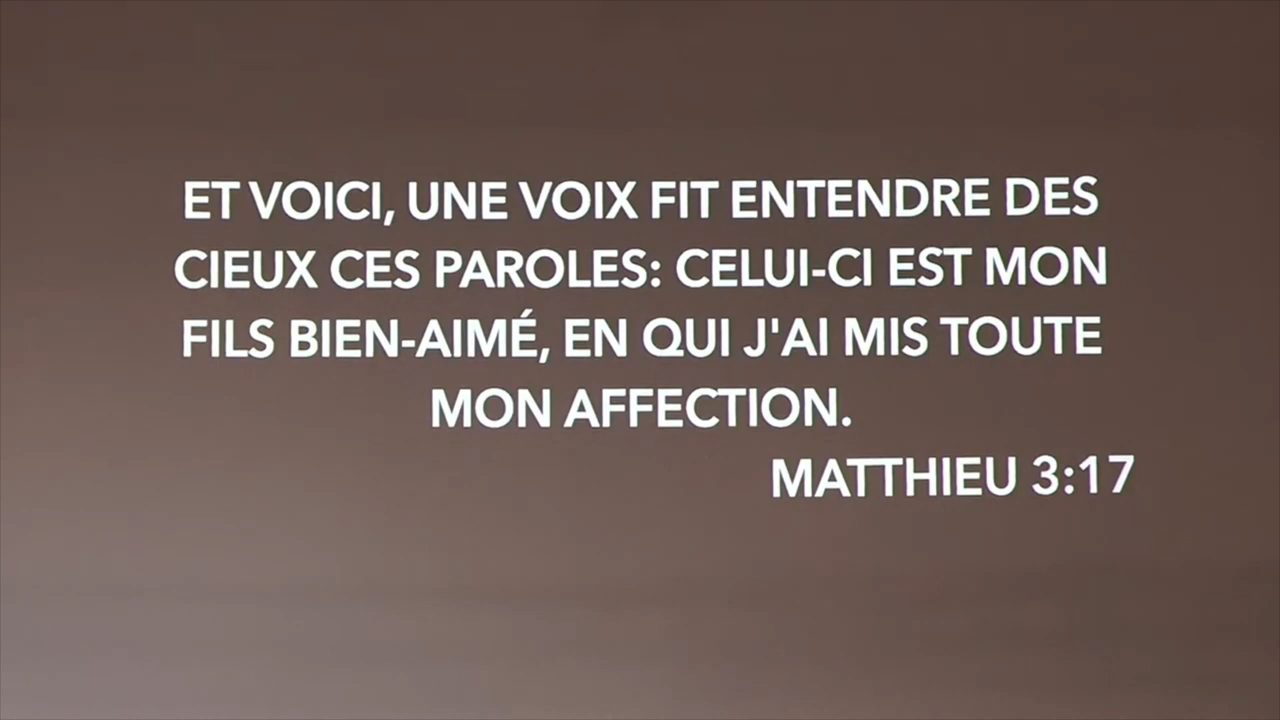 ET VOICI, UNE VOIX FIT ENTENDRE DES
CIEUX CES PAROLES: CELUI-CI EST MON
FILS BIEN-AIMÉ, EN QUI J'AI MIS TOUTE
MON AFFECTION.
MATTHIEU 3:17